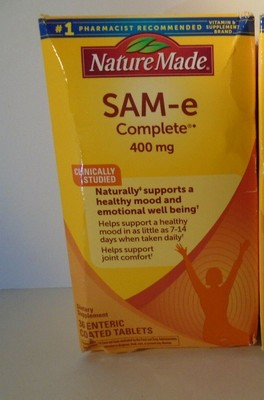 #1 PHARMACIST RECOMMENDED VITAMIN & SUPPLEMENT BRAND
Nature Made
SAM-e
Complete
400 mg
CLINICALLY
STUDIED
Naturally† supports a
healthy mood and
emotional well being†
Helps support a healthy
mood in as little as 7-14
days when taken daily†
Helps support
joint comfort†
Dietary
Supplement
36 ENTERIC
COATED TABLETS